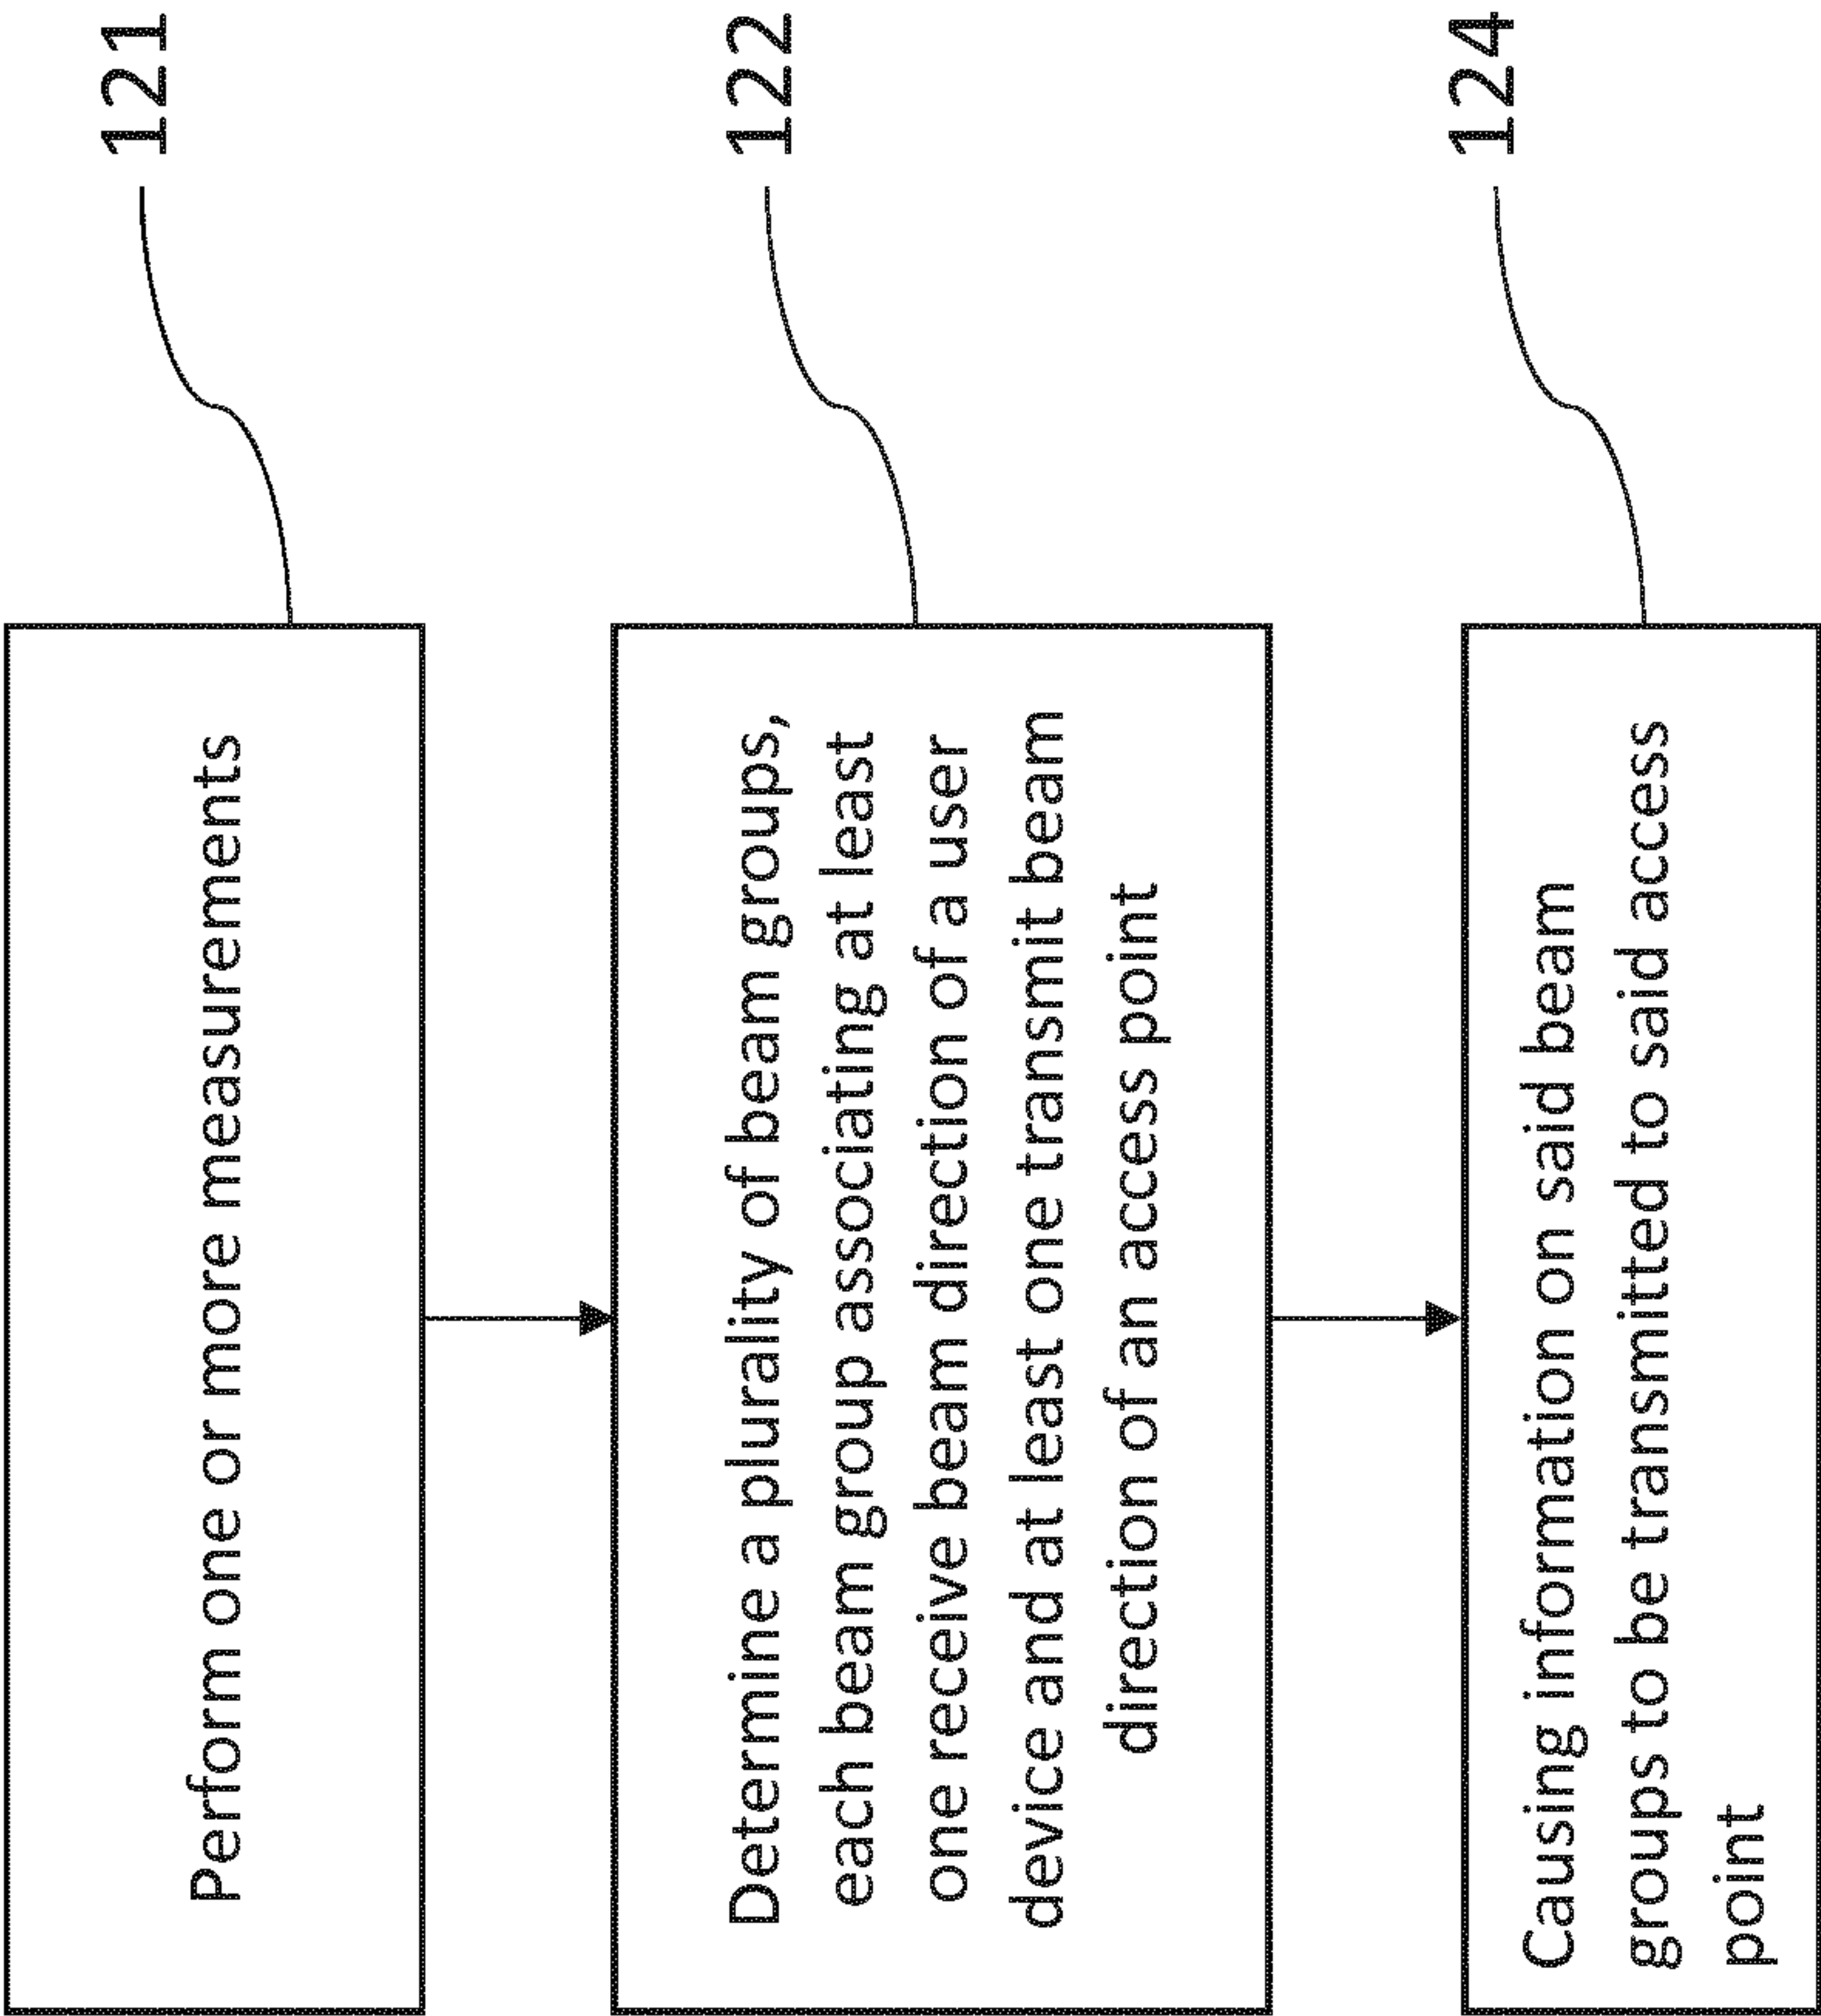 Perform one or more measurements
121
Determine a plurality of beam groups,
each beam group associating at least
one receive beam direction of a user
device and at least one transmit beam
direction of an access point
122
Causing information on said beam
groups to be transmitted to said access
point
124